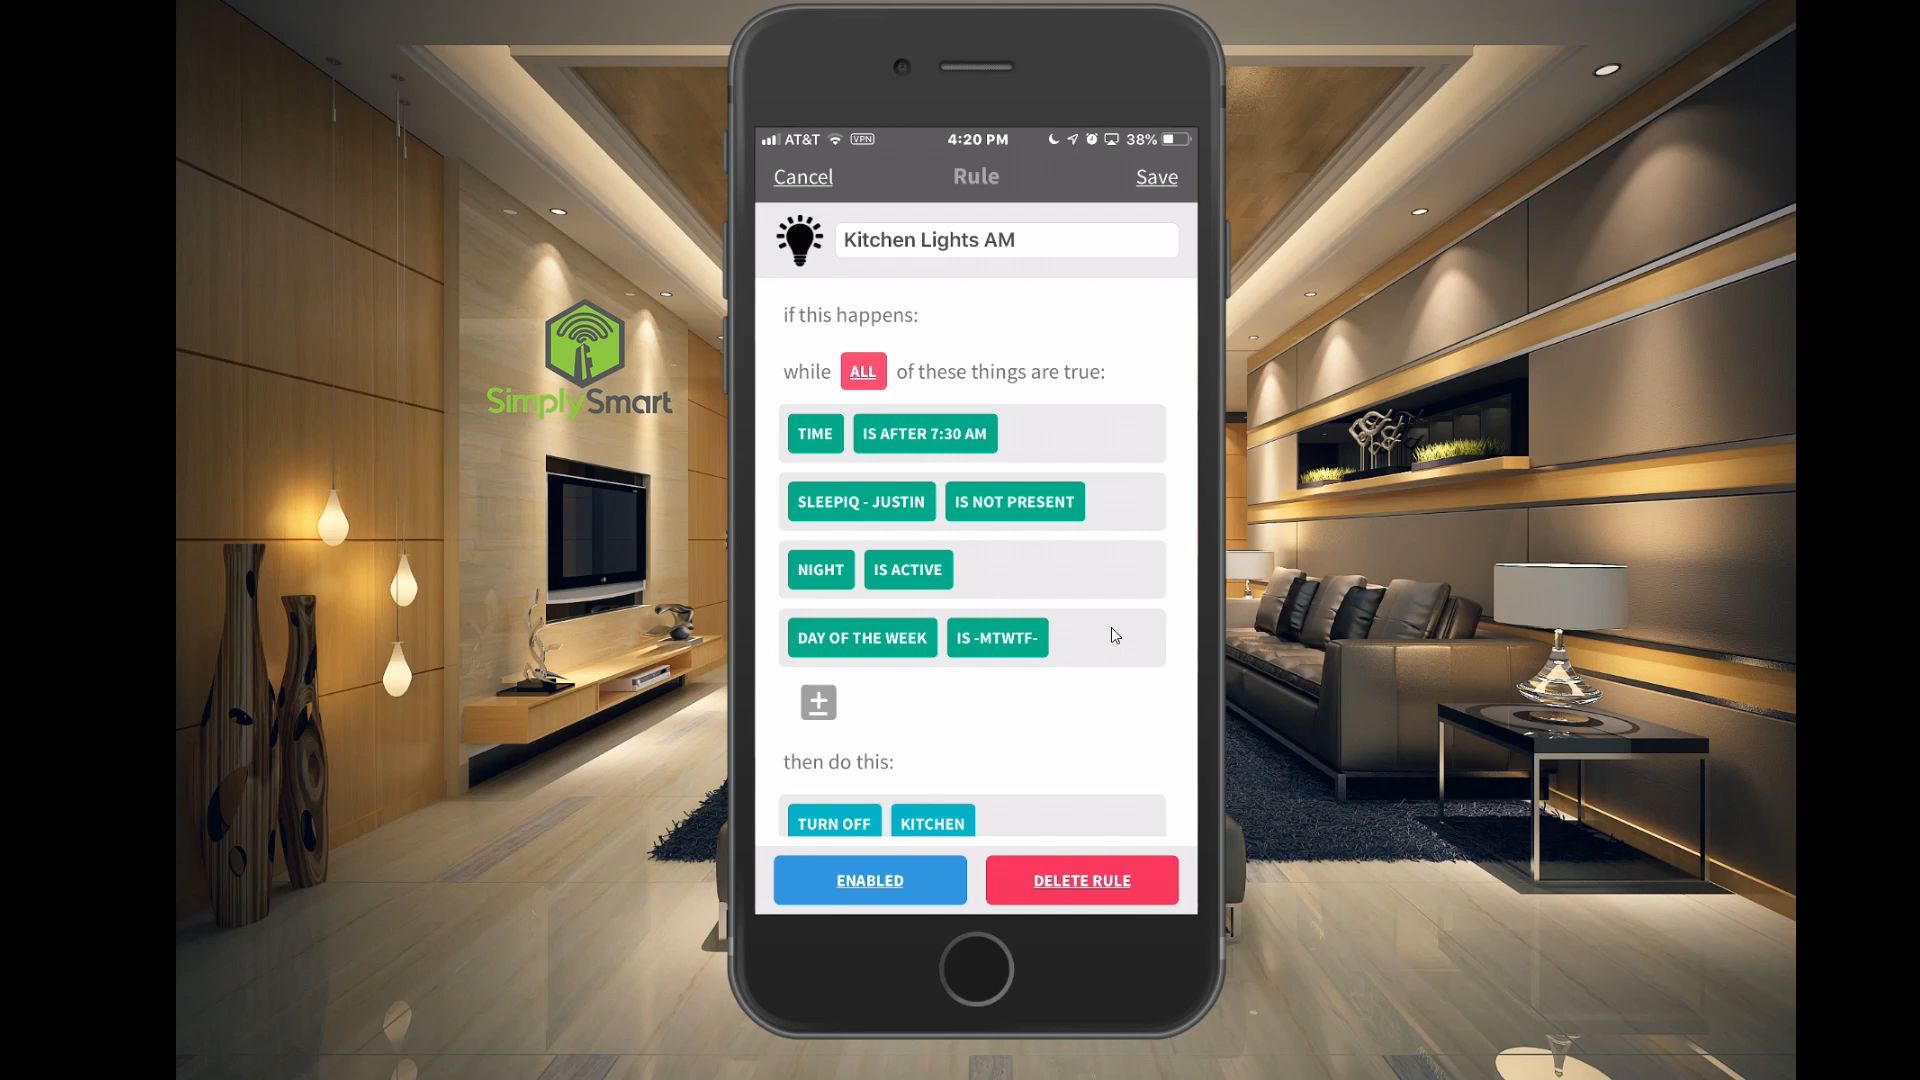 AT&T VPN 4:20 PM 38%
Cancel Rule Save
Kitchen Lights AM
if this happens:
while ALL of these things are true:
TIME IS AFTER 7:30 AM
SLEEPIQ - JUSTIN IS NOT PRESENT
NIGHT IS ACTIVE
DAY OF THE WEEK IS -MTWTF-
±
then do this:
TURN OFF KITCHEN
ENABLED DELETE RULE
SimplySmart